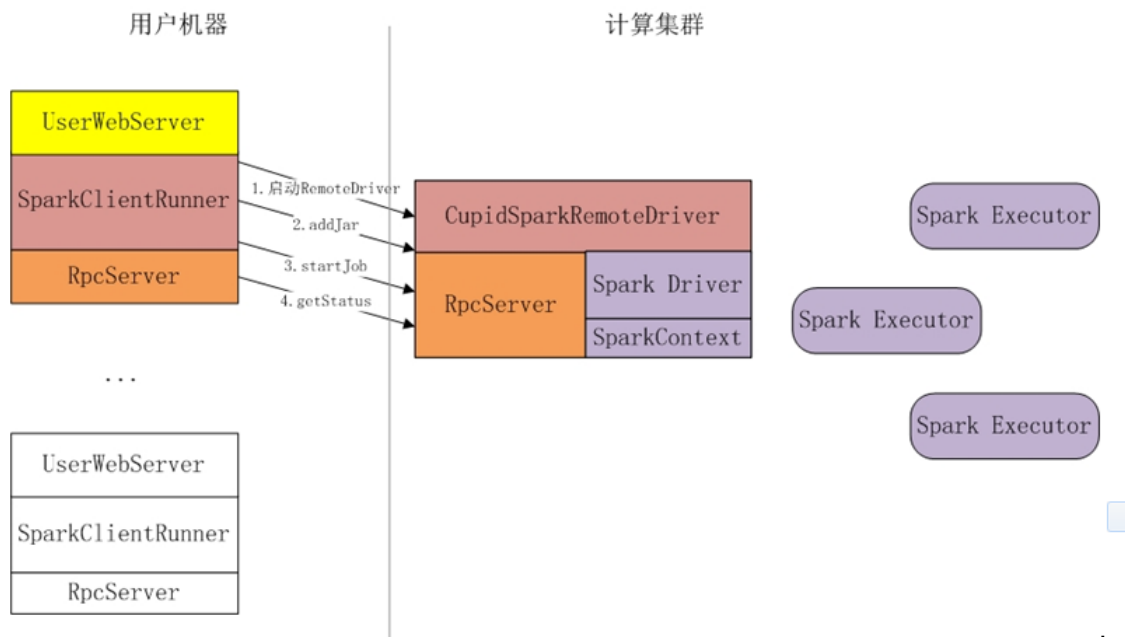 用户机器
计算集群
UserWebServer
SparkClientRunner
RpcServer
1.启动RemoteDriver
2.addJar
3.startJob
4.getStatus
CupidSparkRemoteDriver
RpcServer
Spark Driver
SparkContext
Spark Executor
Spark Executor
Spark Executor
...
UserWebServer
SparkClientRunner
RpcServer